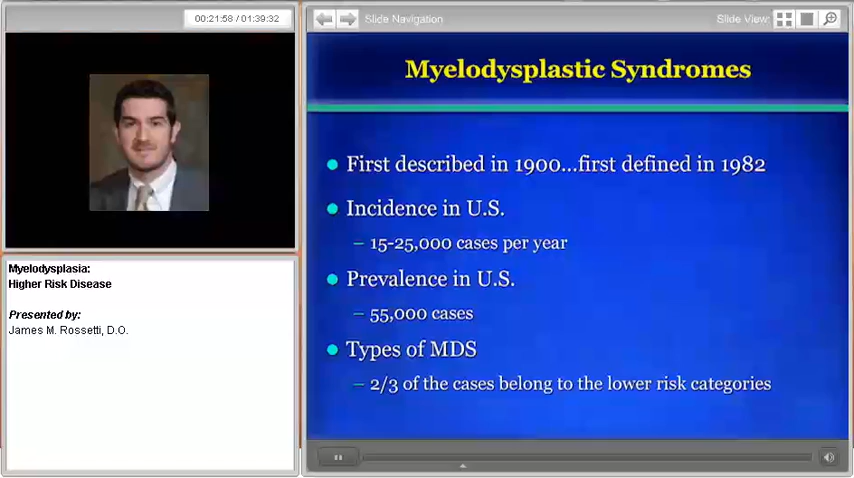 00:21:58 / 01:39:32
Slide Navigation
Slide View:
Myelodysplastic Syndromes
First described in 1900...first defined in 1982
Incidence in U.S.
– 15-25,000 cases per year
Prevalence in U.S.
– 55,000 cases
Types of MDS
– 2/3 of the cases belong to the lower risk categories
Myelodysplasia:
Higher Risk Disease
Presented by:
James M. Rossetti, D.O.